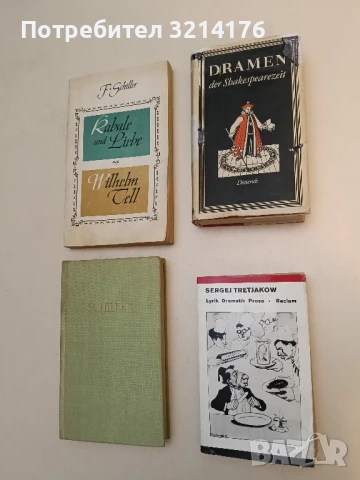 Потребител 3214176
F. Schiller
Kabale
und Liebe
Wilhelm
Tell
DRAMEN
der Shakespearezeit
Dieterich
SCHILLER
SERGEJ TRETJAKOW
Lyrik Dramatik Prosa · Reclam
BAZAR